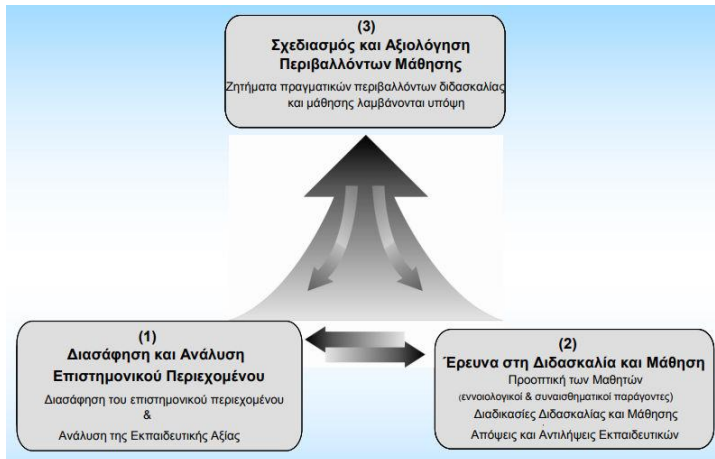 (3)
Σχεδιασμός και Αξιολόγηση
Περιβαλλόντων Μάθησης
Ζητήματα πραγματικών περιβαλλόντων διδασκαλίας
και μάθησης λαμβάνονται υπόψη
(1)
Διασάφηση και Ανάλυση
Επιστημονικού Περιεχομένου
Διασάφηση του επιστημονικού περιεχομένου
&
Ανάλυση της Εκπαιδευτικής Αξίας
(2)
Έρευνα στη Διδασκαλία και Μάθηση
Προοπτική των Μαθητών
(εννοιολογικοί & συναισθηματικοί παράγοντες)
Διαδικασίες Διδασκαλίας και Μάθησης
Απόψεις και Αντιλήψεις Εκπαιδευτικών